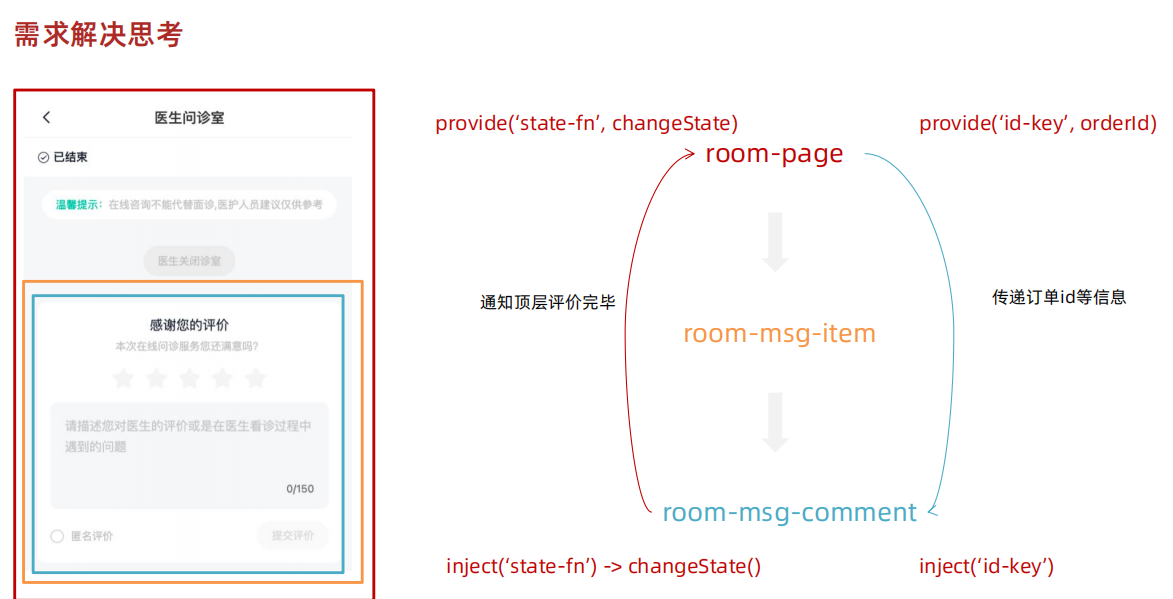 需求解决思考
医生问诊室
已结束
温馨提示：在线咨询不能代替面诊,医护人员建议仅供参考
医生关闭诊室
感谢您的评价
本次在线问诊服务您还满意吗?
请描述您对医生的评价或是在医生看诊过程中
遇到的问题
0/150
匿名评价
提交评价
provide(‘state-fn’, changeState)
provide(‘id-key’, orderId)
room-page
通知顶层评价完毕
传递订单id等信息
room-msg-item
room-msg-comment
inject(‘state-fn’) -> changeState()
inject(‘id-key’)